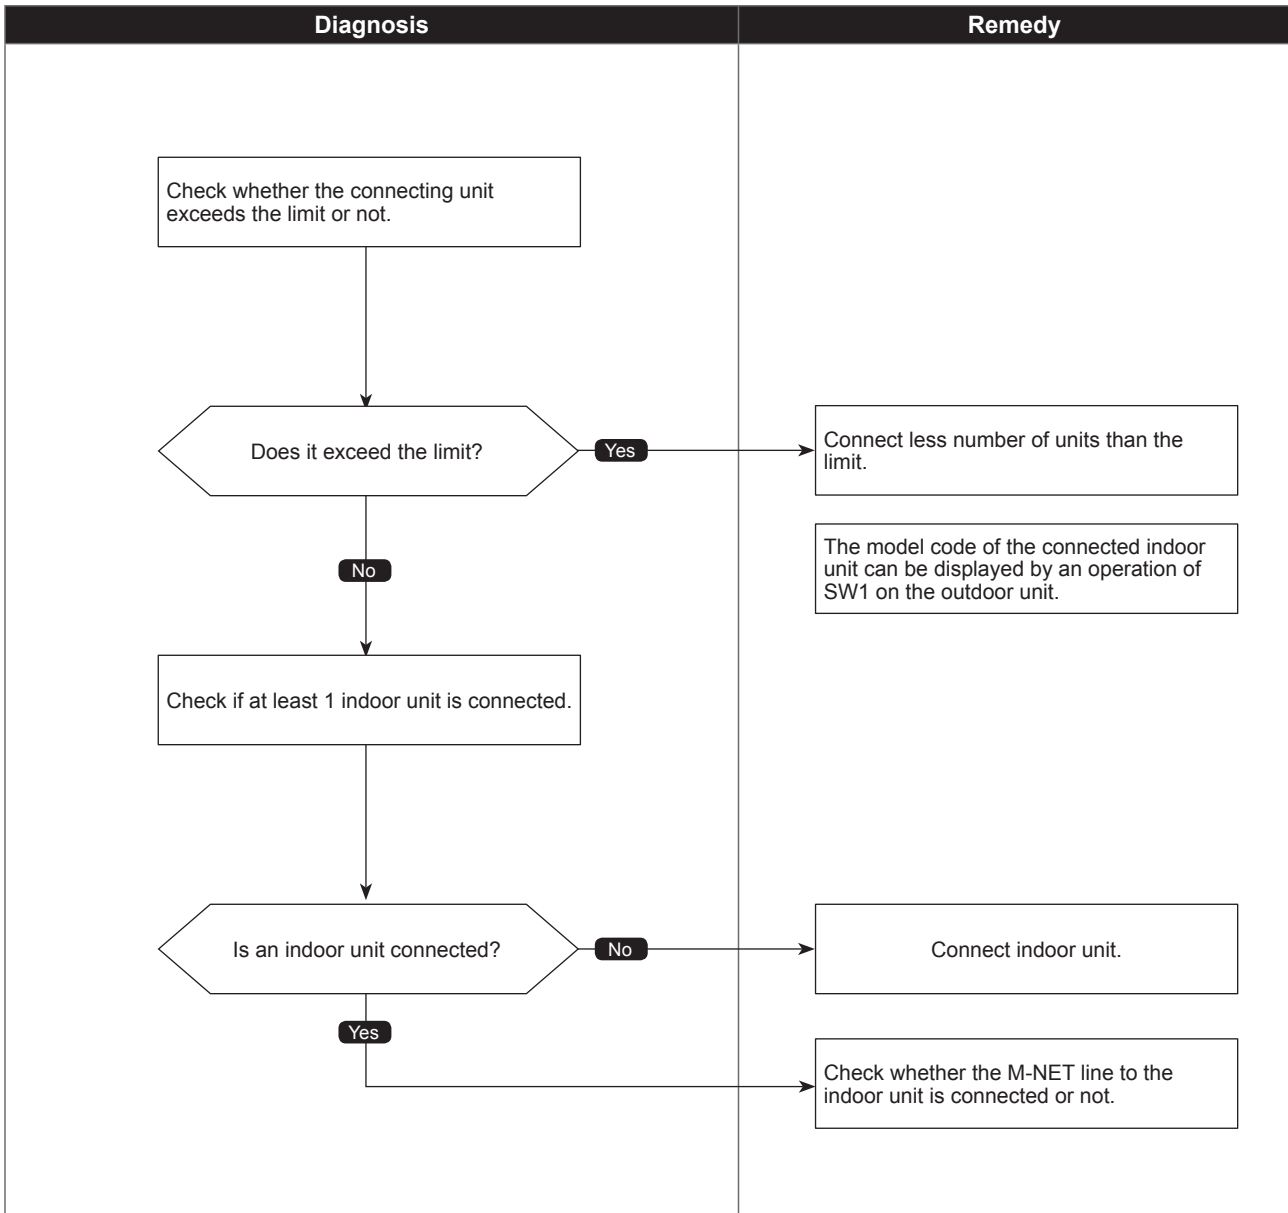 Diagnosis
Remedy
Check whether the connecting unit
exceeds the limit or not.
Does it exceed the limit?
Yes
Connect less number of units than the
limit.
The model code of the connected indoor
unit can be displayed by an operation of
SW1 on the outdoor unit.
No
Check if at least 1 indoor unit is connected.
Is an indoor unit connected?
No
Connect indoor unit.
Yes
Check whether the M-NET line to the
indoor unit is connected or not.